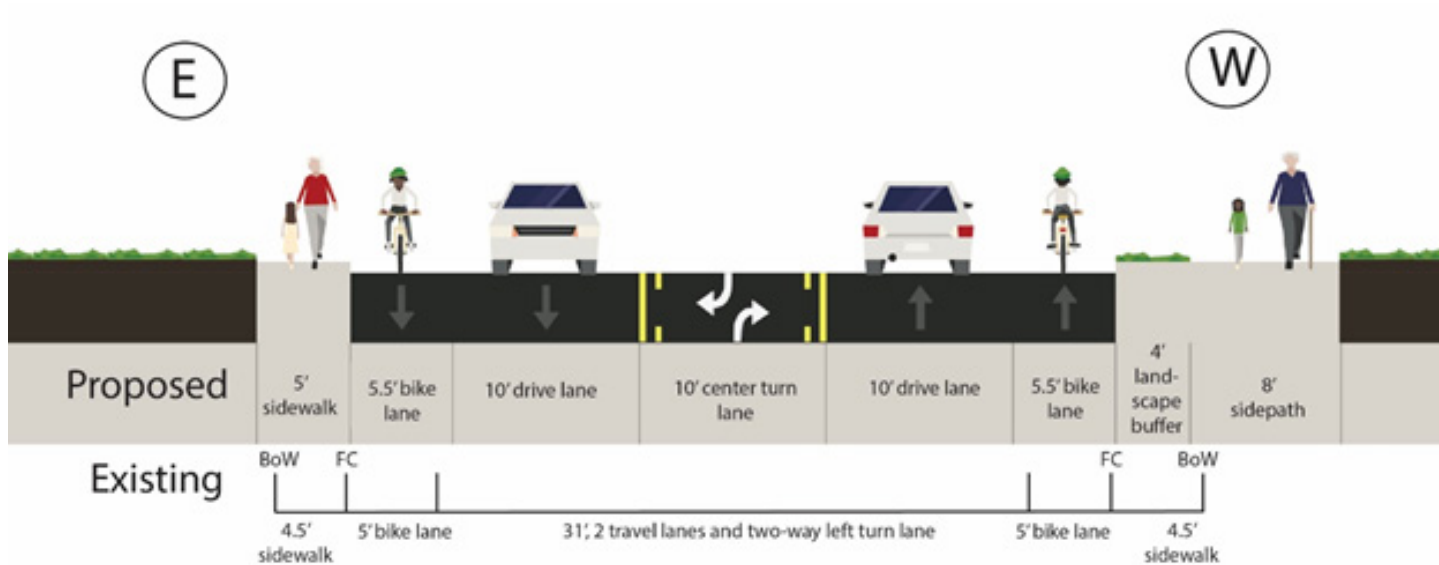 E
W
Proposed
5'
sidewalk
5.5' bike
lane
10' drive lane
10' center turn
lane
10' drive lane
5.5' bike
lane
4'
land-
scape
buffer
8'
sidepath
Existing
BoW
FC
FC
BoW
4.5'
sidewalk
5' bike lane
31', 2 travel lanes and two-way left turn lane
5' bike lane
4.5'
sidewalk